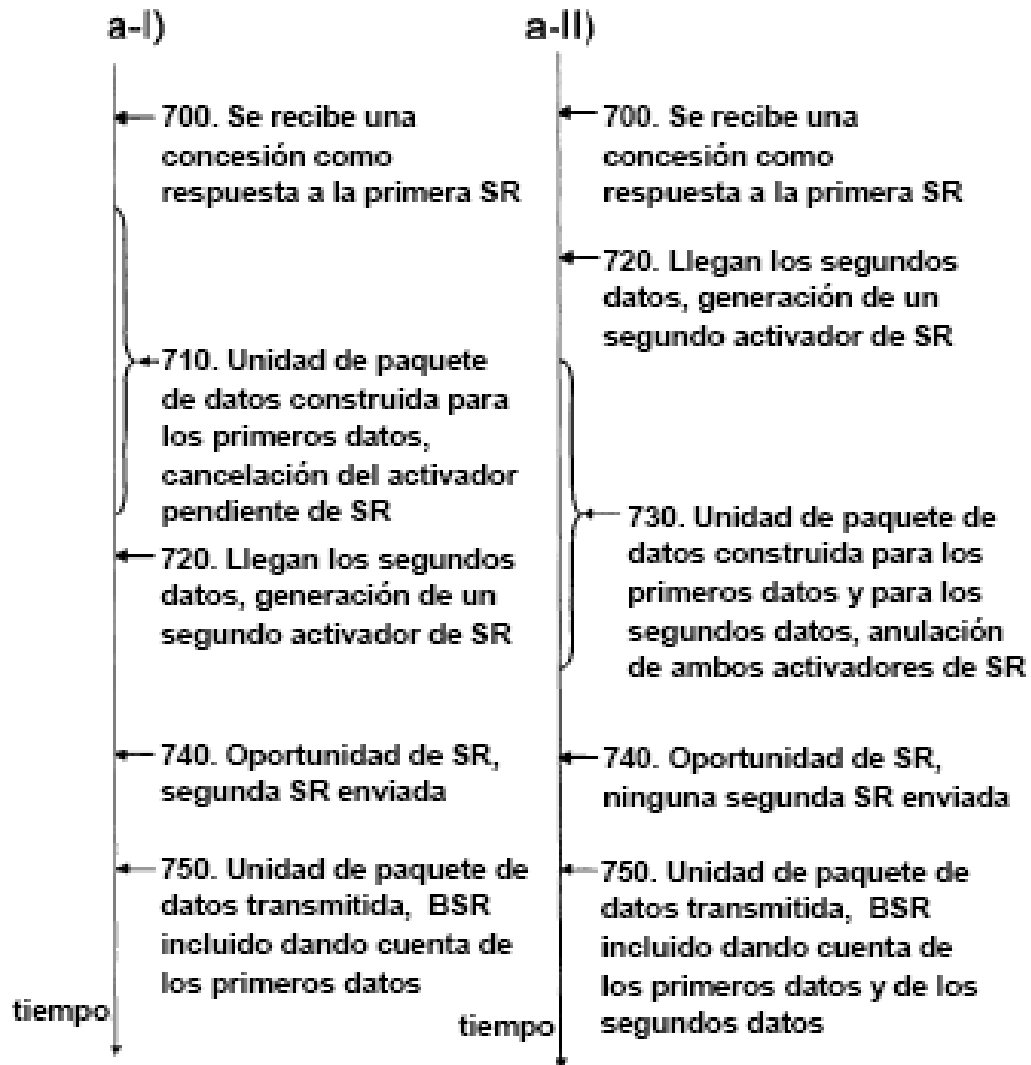 a-I)
700. Se recibe una
concesión como
respuesta a la primera SR
710. Unidad de paquete
de datos construida para
los primeros datos,
cancelación del activador
pendiente de SR
720. Llegan los segundos
datos, generación de un
segundo activador de SR
740. Oportunidad de SR,
segunda SR enviada
750. Unidad de paquete de
datos transmitida, BSR
incluido dando cuenta de
los primeros datos
tiempo
a-II)
700. Se recibe una
concesión como
respuesta a la primera SR
720. Llegan los segundos
datos, generación de un
segundo activador de SR
730. Unidad de paquete de
datos construida para los
primeros datos y para los
segundos datos, anulación
de ambos activadores de SR
740. Oportunidad de SR,
ninguna segunda SR enviada
750. Unidad de paquete de
datos transmitida, BSR
incluido dando cuenta de
los primeros datos y de los
segundos datos
tiempo